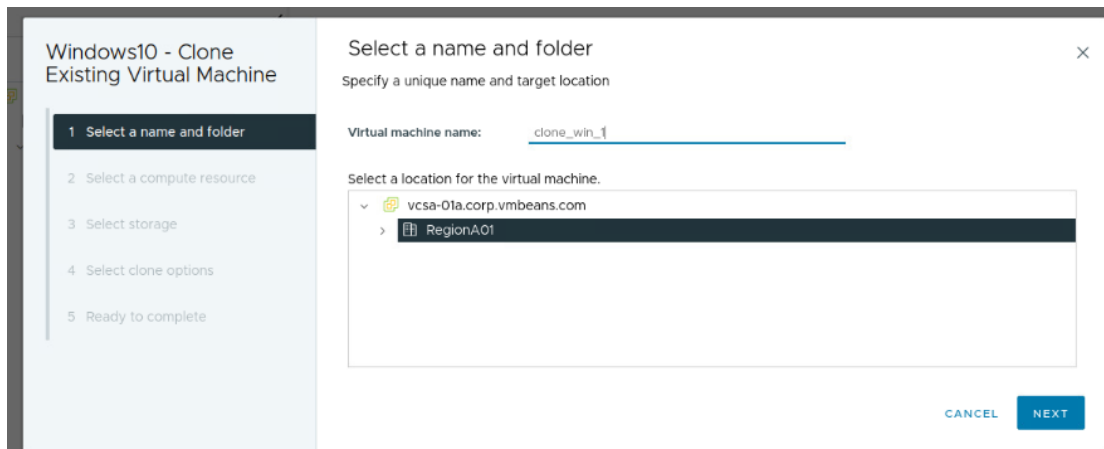 Windows10 - Clone
Existing Virtual Machine
1 Select a name and folder
2 Select a compute resource
3 Select storage
4 Select clone options
5 Ready to complete
Select a name and folder
Specify a unique name and target location
Virtual machine name: clone_win_1
Select a location for the virtual machine.
vcsa-01a.corp.vmbeans.com
RegionA01
CANCEL NEXT